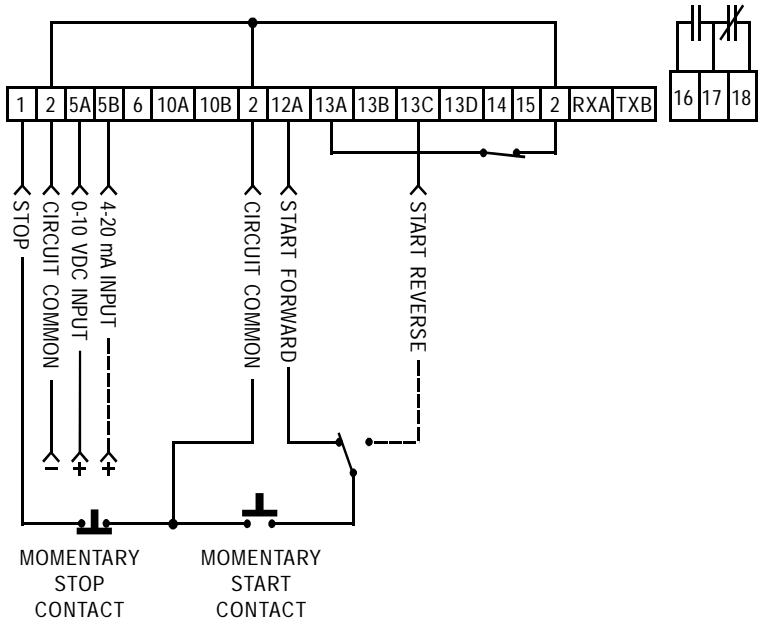 1 2 5A 5B 6 10A 10B 2 12A 13A 13B 13C 13D 14 15 2 RXA TXB
16 17 18
STOP
CIRCUIT COMMON
0-10 VDC INPUT
4-20 mA INPUT
CIRCUIT COMMON
START FORWARD
START REVERSE
− + +
MOMENTARY
STOP
CONTACT
MOMENTARY
START
CONTACT